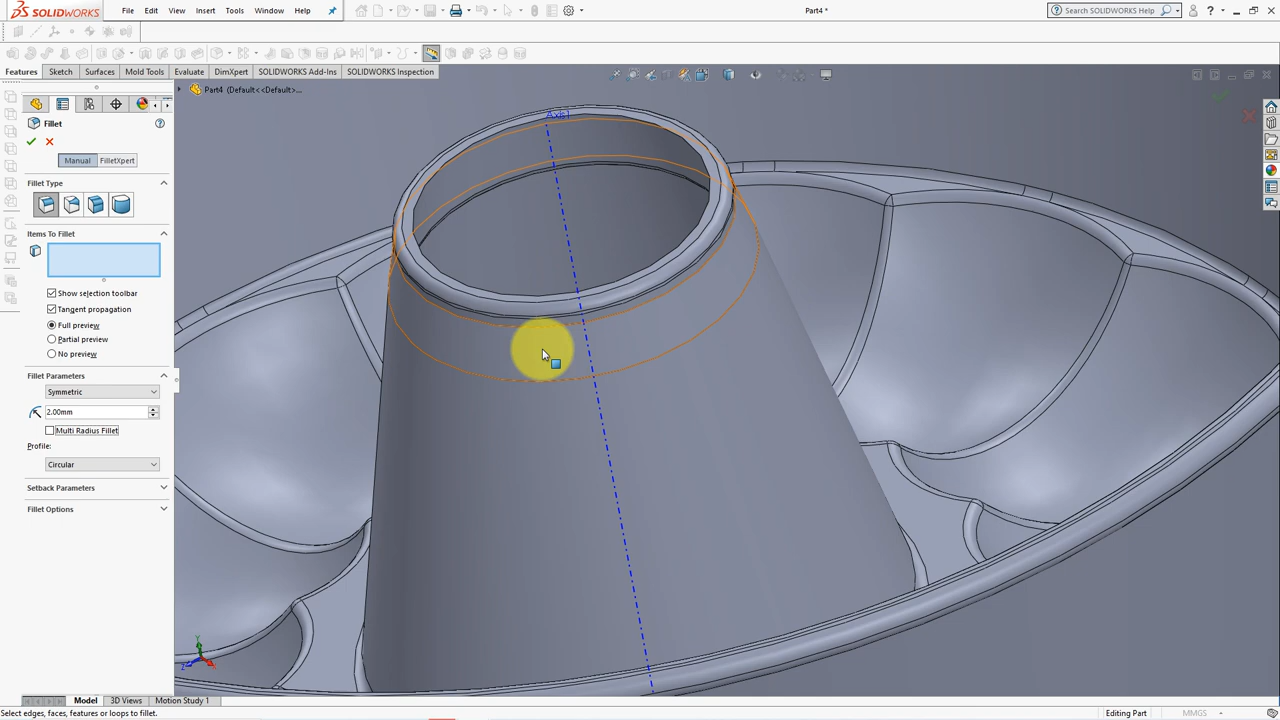 SOLIDWORKS
File
Edit
View
Insert
Tools
Window
Help
Part4 *
Search SOLIDWORKS Help
Features
Sketch
Surfaces
Mold Tools
Evaluate
DimXpert
SOLIDWORKS Add-Ins
SOLIDWORKS Inspection
Part4 (Default<<Default>...
Fillet
Manual
FilletXpert
Fillet Type
Items To Fillet
Show selection toolbar
Tangent propagation
Full preview
Partial preview
No preview
Fillet Parameters
Symmetric
2.00mm
Multi Radius Fillet
Profile:
Circular
Setback Parameters
Fillet Options
Axis1
Y
Z
X
Model
3D Views
Motion Study 1
Select edges, faces, features or loops to fillet.
Editing Part
MMGS